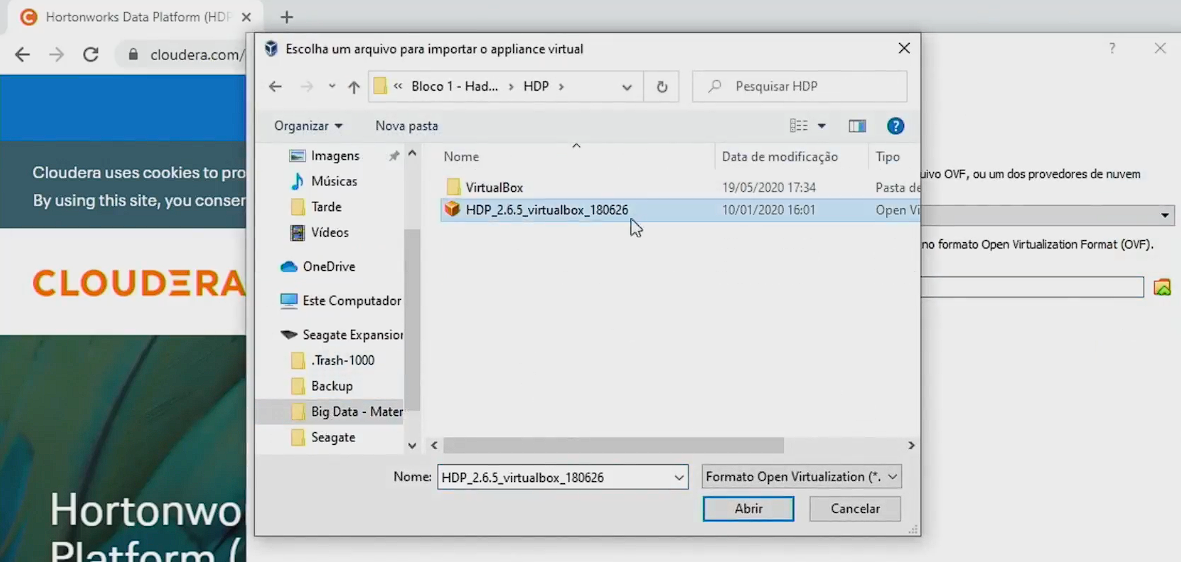 Hortonworks Data Platform (HDP
cloudera.com/
Escolha um arquivo para importar o appliance virtual
?
« Bloco 1 - Had... > HDP >
Pesquisar HDP
Organizar
Nova pasta
?
Nome
Data de modificação
Tipo
Imagens
Músicas
Tarde
Vídeos
OneDrive
Este Computador
Seagate Expansion
.Trash-1000
Backup
Big Data - Mater
Seagate
VirtualBox
19/05/2020 17:34
Pasta de
HDP_2.6.5_virtualbox_180626
10/01/2020 16:01
Open Vi
Nome:
HDP_2.6.5_virtualbox_180626
Formato Open Virtualization (*.
Abrir
Cancelar
Cloudera uses cookies to pro
By using this site, you consen
CLOUDERA
Hortonwo
Platform (
uivo OVF, ou um dos provedores de nuvem
no formato Open Virtualization Format (OVF).